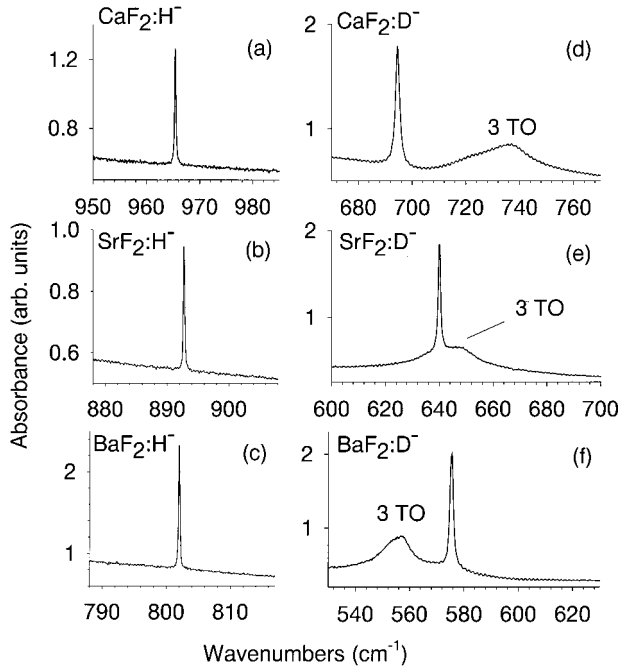 CaF₂:H⁻
(a)
1.2
0.8
950 960 970 980
SrF₂:H⁻
(b)
1.0
0.8
0.6
880 890 900
BaF₂:H⁻
(c)
2
1
790 800 810
CaF₂:D⁻
(d)
2
1
3 TO
680 700 720 740 760
SrF₂:D⁻
(e)
2
1
3 TO
600 620 640 660 680 700
BaF₂:D⁻
(f)
2
1
3 TO
540 560 580 600 620
Absorbance (arb. units)
Wavenumbers (cm⁻¹)